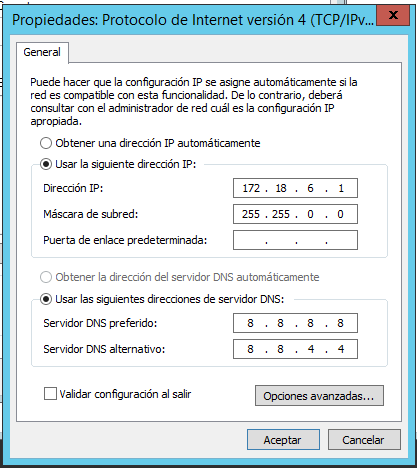 Propiedades: Protocolo de Internet versión 4 (TCP/IPv...
General
Puede hacer que la configuración IP se asigne automáticamente si la
red es compatible con esta funcionalidad. De lo contrario, deberá
consultar con el administrador de red cuál es la configuración IP
apropiada.
Obtener una dirección IP automáticamente
Usar la siguiente dirección IP:
Dirección IP: 172 . 18 . 6 . 1
Máscara de subred: 255 . 255 . 0 . 0
Puerta de enlace predeterminada: . . .
Obtener la dirección del servidor DNS automáticamente
Usar las siguientes direcciones de servidor DNS:
Servidor DNS preferido: 8 . 8 . 8 . 8
Servidor DNS alternativo: 8 . 8 . 4 . 4
Validar configuración al salir
Opciones avanzadas...
Aceptar Cancelar